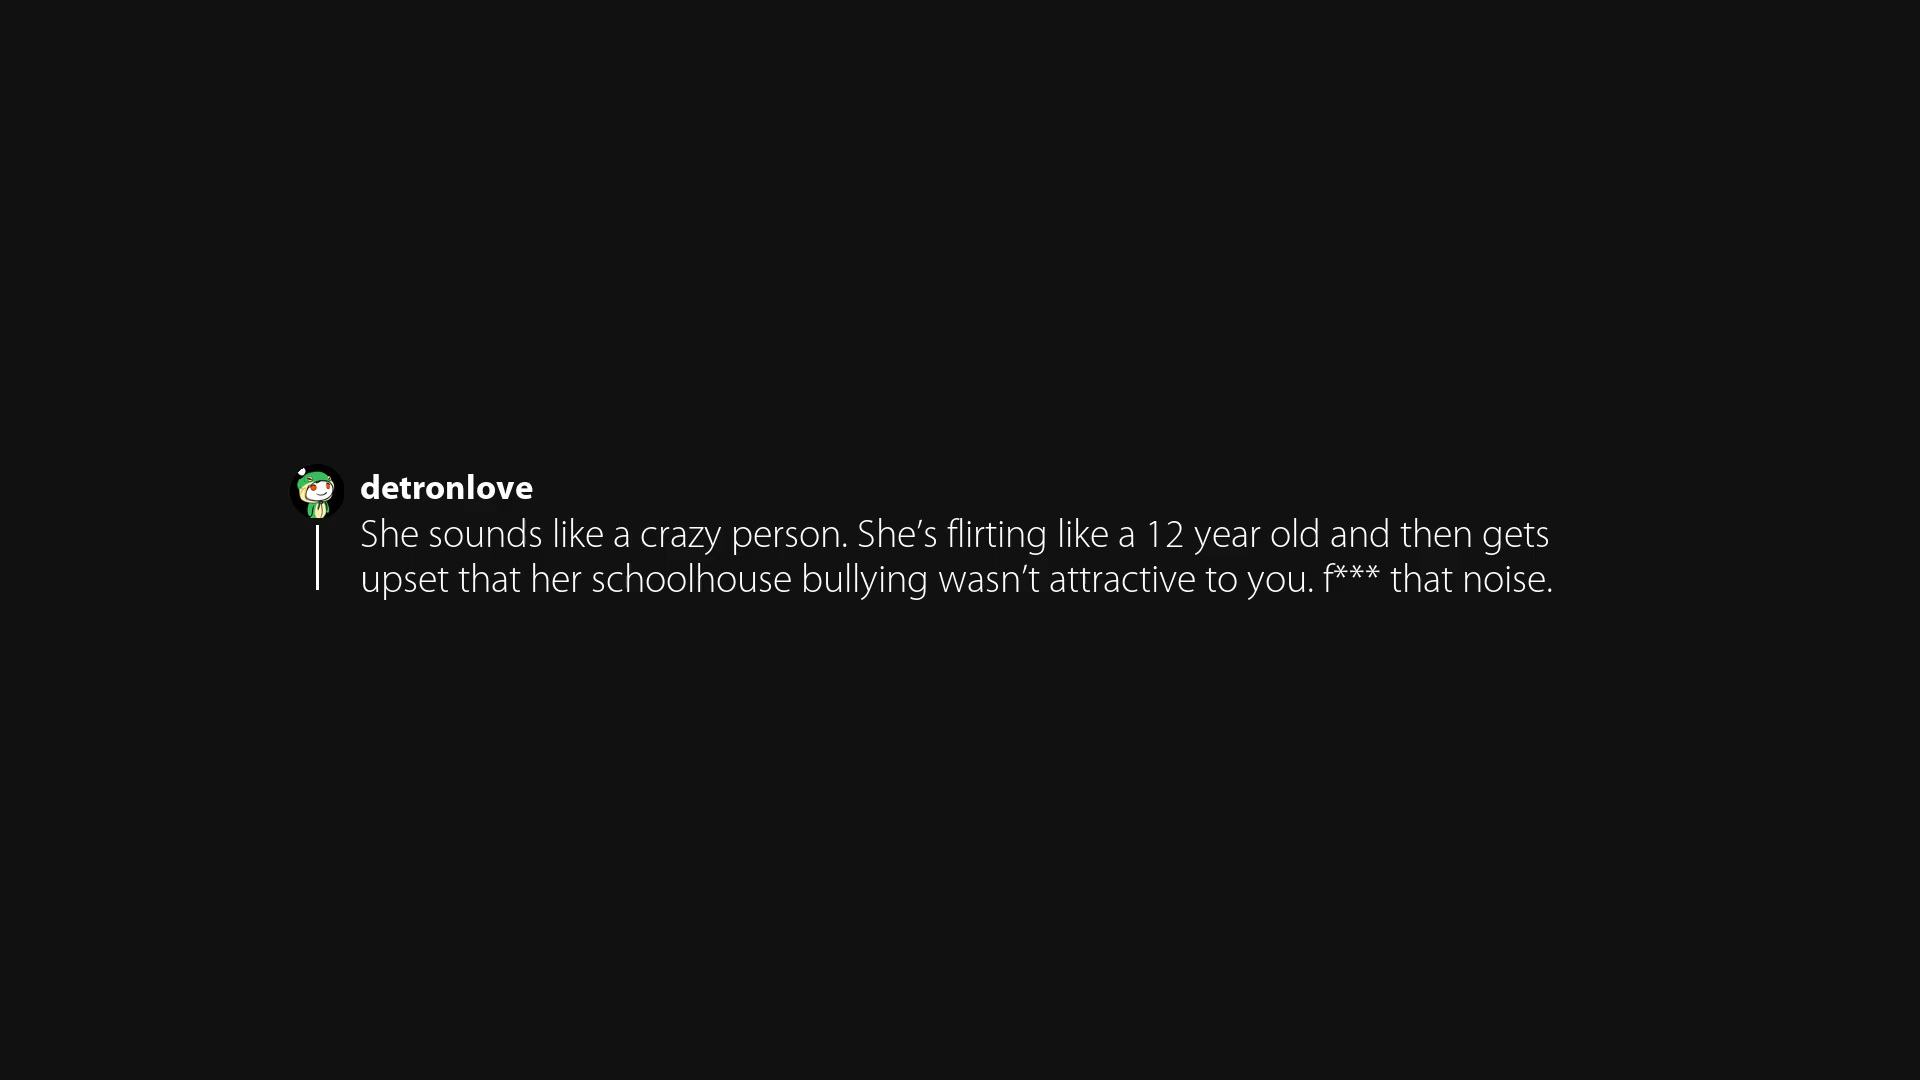 detronlove
She sounds like a crazy person. She’s flirting like a 12 year old and then gets
upset that her schoolhouse bullying wasn’t attractive to you. f*** that noise.